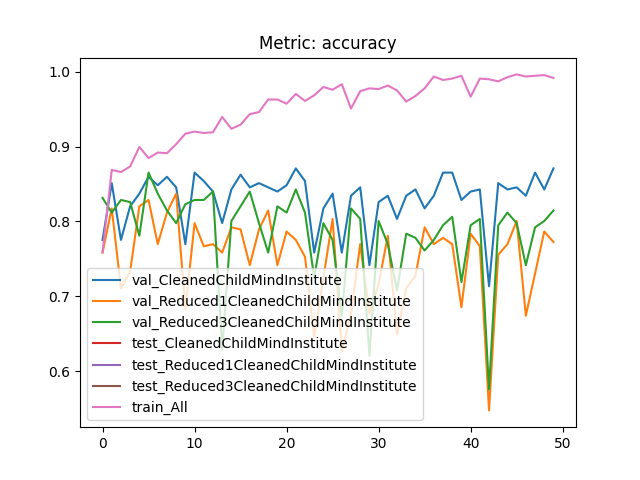 Metric: accuracy
1.0
0.9
0.8
0.7
0.6
val_CleanedChildMindInstitute
val_Reduced1CleanedChildMindInstitute
val_Reduced3CleanedChildMindInstitute
test_CleanedChildMindInstitute
test_Reduced1CleanedChildMindInstitute
test_Reduced3CleanedChildMindInstitute
train_All
0 10 20 30 40 50